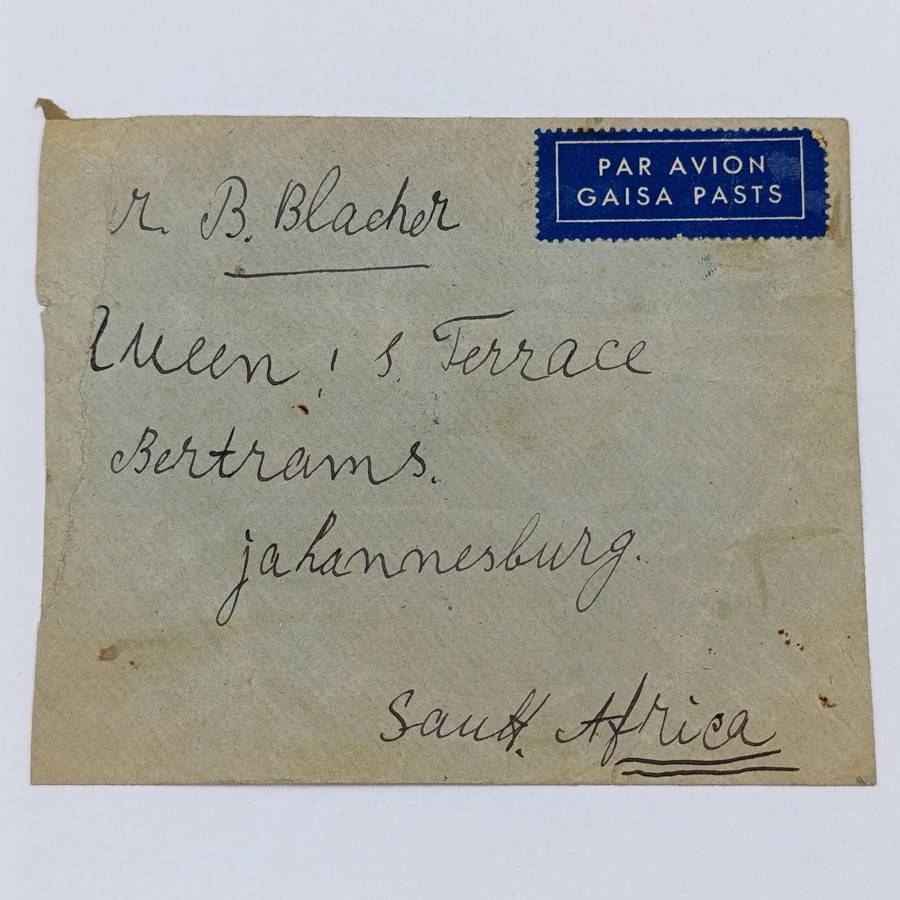 PAR AVION
GAISA PASTS
r. B. Blacher
ueen ' s. Terrace
Bertrams.
jahannesburg.
Sauth. Africa